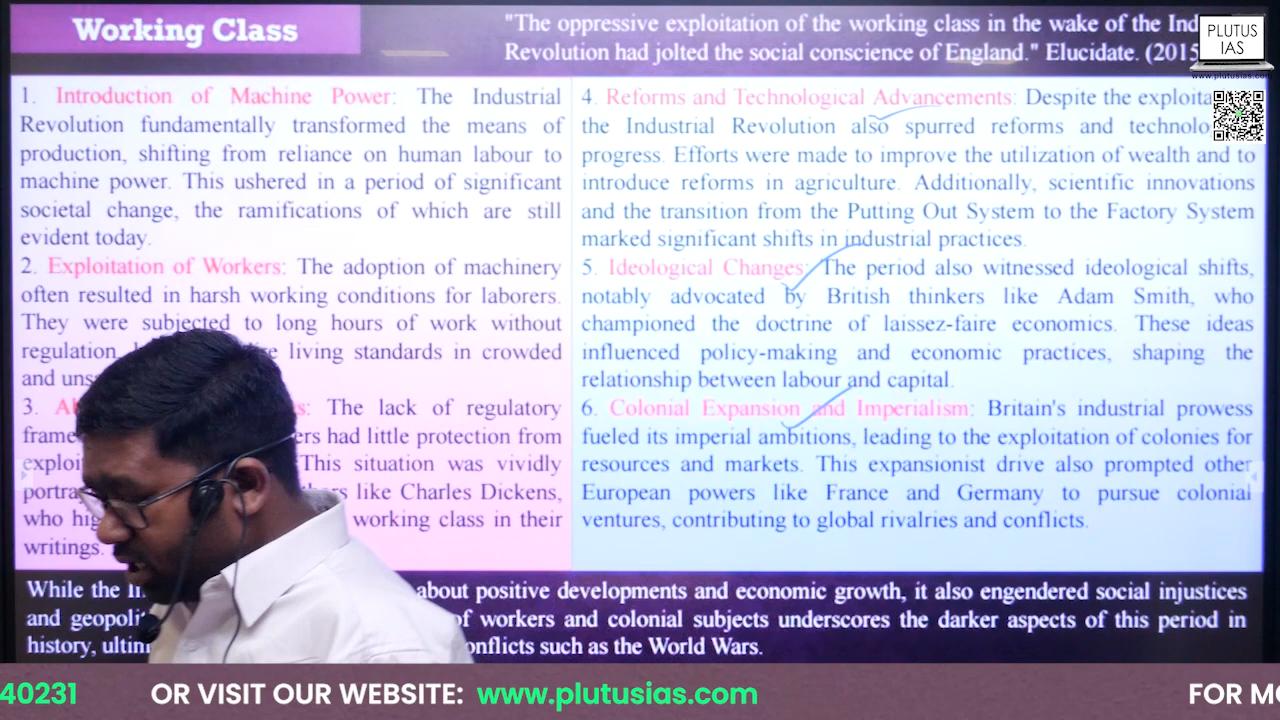 Working Class
"The oppressive exploitation of the working class in the wake of the Ind
Revolution had jolted the social conscience of England." Elucidate. (2015
PLUTUS
IAS
www.plutusias.com
1. Introduction of Machine Power: The Industrial
Revolution fundamentally transformed the means of
production, shifting from reliance on human labour to
machine power. This ushered in a period of significant
societal change, the ramifications of which are still
evident today.
2. Exploitation of Workers: The adoption of machinery
often resulted in harsh working conditions for laborers.
They were subjected to long hours of work without
regulation, living standards in crowded
and uns
3. The lack of regulatory
frame ers had little protection from
exploi This situation was vividly
portra like Charles Dickens,
who hig working class in their
writings.
4. Reforms and Technological Advancements: Despite the exploita
the Industrial Revolution also spurred reforms and technolo
progress. Efforts were made to improve the utilization of wealth and to
introduce reforms in agriculture. Additionally, scientific innovations
and the transition from the Putting Out System to the Factory System
marked significant shifts in industrial practices.
5. Ideological Changes: The period also witnessed ideological shifts,
notably advocated by British thinkers like Adam Smith, who
championed the doctrine of laissez-faire economics. These ideas
influenced policy-making and economic practices, shaping the
relationship between labour and capital.
6. Colonial Expansion and Imperialism: Britain's industrial prowess
fueled its imperial ambitions, leading to the exploitation of colonies for
resources and markets. This expansionist drive also prompted other
European powers like France and Germany to pursue colonial
ventures, contributing to global rivalries and conflicts.
While the In about positive developments and economic growth, it also engendered social injustices
and geopoli of workers and colonial subjects underscores the darker aspects of this period in
history, ultim onflicts such as the World Wars.
40231 OR VISIT OUR WEBSITE: www.plutusias.com FOR MO